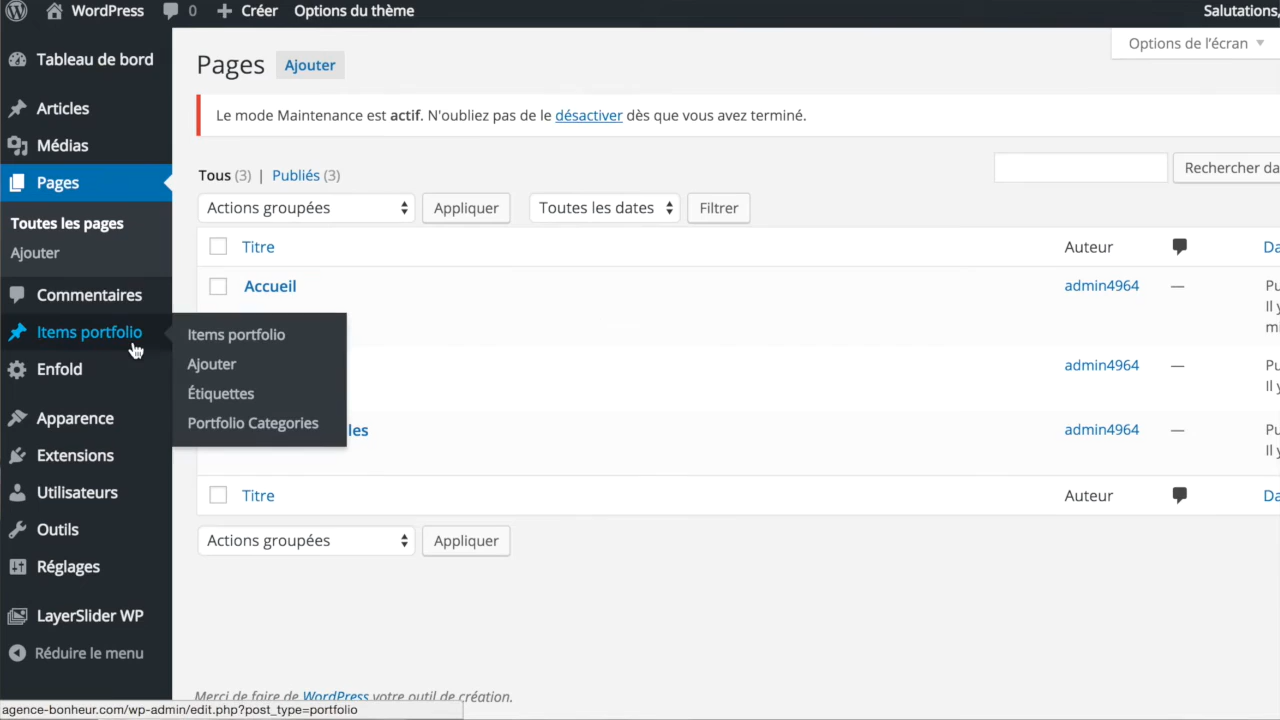 WordPress 0 Créer Options du thème Salutations,
Tableau de bord
Articles
Médias
Pages
Toutes les pages
Ajouter
Commentaires
Items portfolio
Enfold
Apparence
Extensions
Utilisateurs
Outils
Réglages
LayerSlider WP
Réduire le menu
Items portfolio
Ajouter
Étiquettes
Portfolio Categories
Options de l'écran
Pages Ajouter
Le mode Maintenance est actif. N'oubliez pas de le désactiver dès que vous avez terminé.
Tous (3) | Publiés (3)
Rechercher da
Actions groupées Appliquer Toutes les dates Filtrer
Titre Auteur Da
Accueil admin4964 — Pu
Il y
mi
admin4964 — Pu
Il y
les admin4964 — Pu
Il y
Titre Auteur Da
Actions groupées Appliquer
Merci de faire de WordPress votre outil de création.
agence-bonheur.com/wp-admin/edit.php?post_type=portfolio